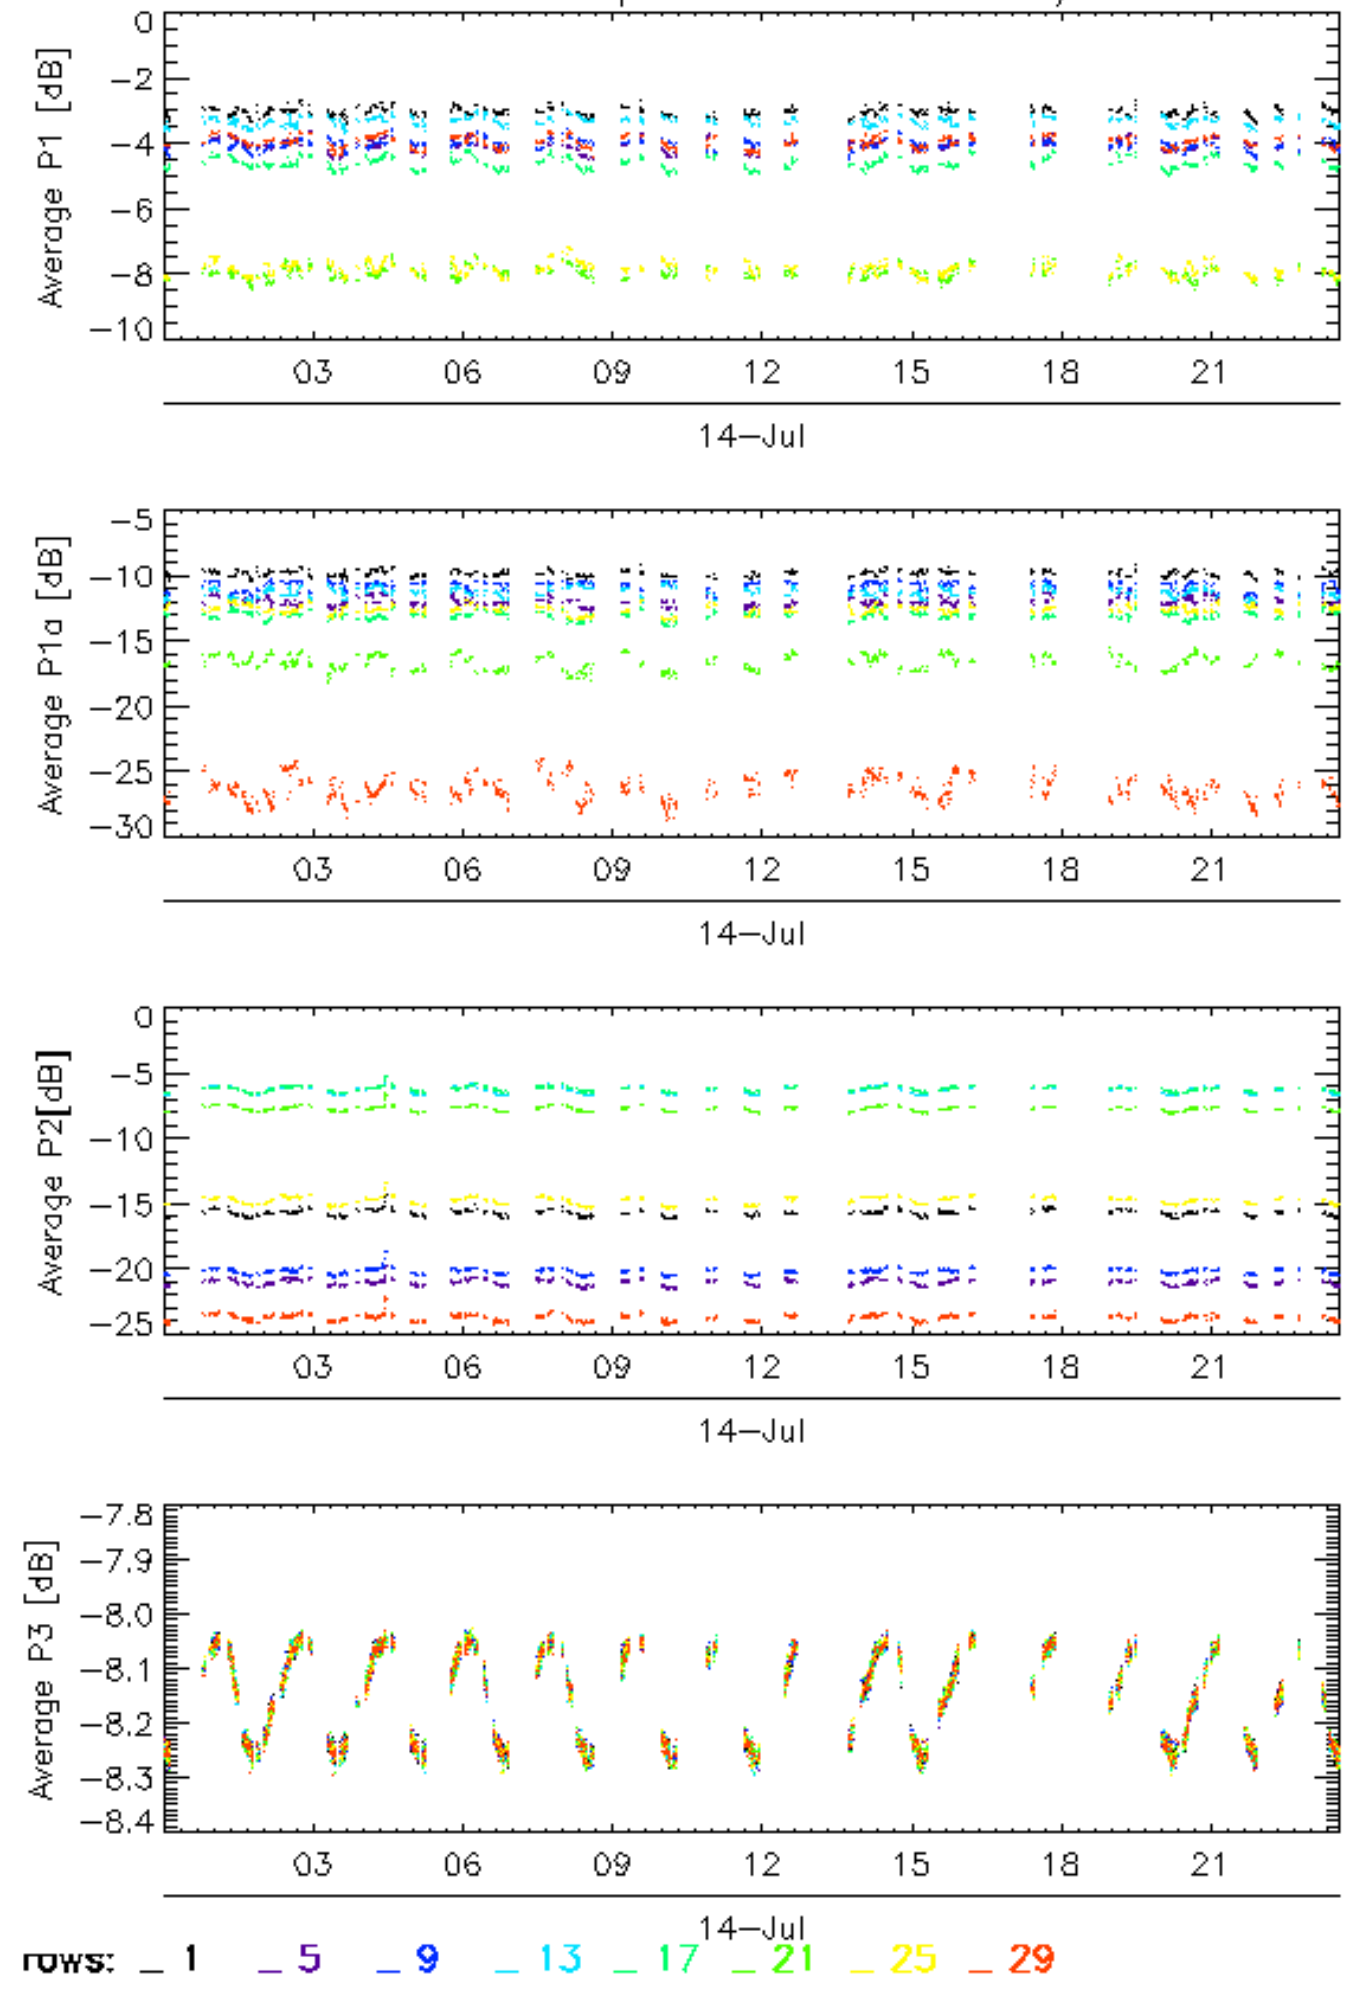 Average P1 [dB]
0
−2
−4
−6
−8
−10
03 06 09 12 15 18 21
14−Jul
Average P1a [dB]
−5
−10
−15
−20
−25
−30
03 06 09 12 15 18 21
14−Jul
Average P2[dB]
0
−5
−10
−15
−20
−25
03 06 09 12 15 18 21
14−Jul
Average P3 [dB]
−7.8
−7.9
−8.0
−8.1
−8.2
−8.3
−8.4
03 06 09 12 15 18 21
14−Jul
rows: _ 1 _ 5 _ 9 _ 13 _ 17 _ 21 _ 25 _ 29